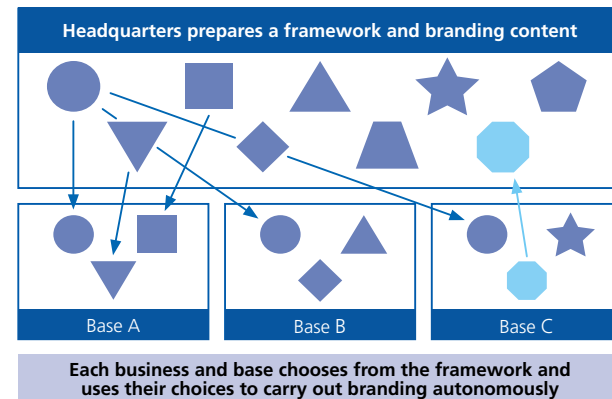 Headquarters prepares a framework and branding content
Base A
Base B
Base C
Each business and base chooses from the framework and
uses their choices to carry out branding autonomously